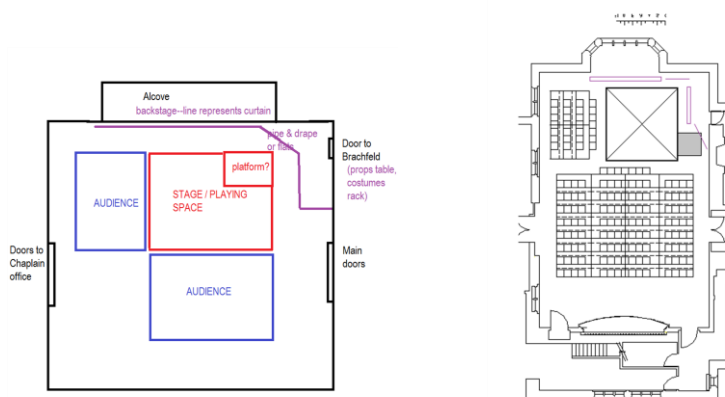 Alcove
backstage--line represents curtain
pipe & drape
or flats
Door to
Brachfeld
(props table,
costumes
rack)
platform?
STAGE / PLAYING
SPACE
AUDIENCE
Doors to
Chaplain
office
Main
doors
AUDIENCE